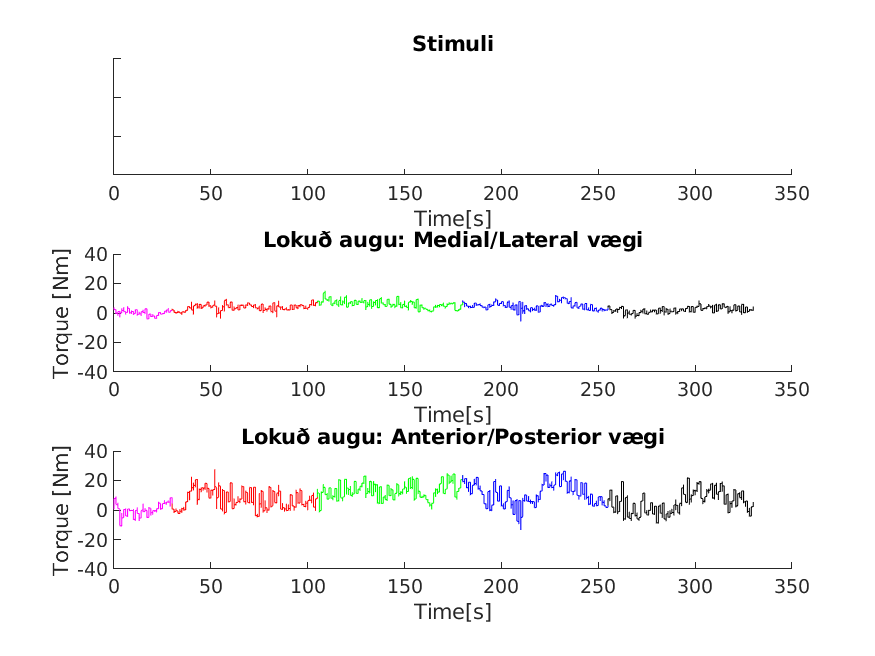 Stimuli
0 50 100 150 200 250 300 350
Time[s]
Lokuð augu: Medial/Lateral vægi
40
20
0
-20
-40
Torque [Nm]
0 50 100 150 200 250 300 350
Time[s]
Lokuð augu: Anterior/Posterior vægi
40
20
0
-20
-40
Torque [Nm]
0 50 100 150 200 250 300 350
Time[s]